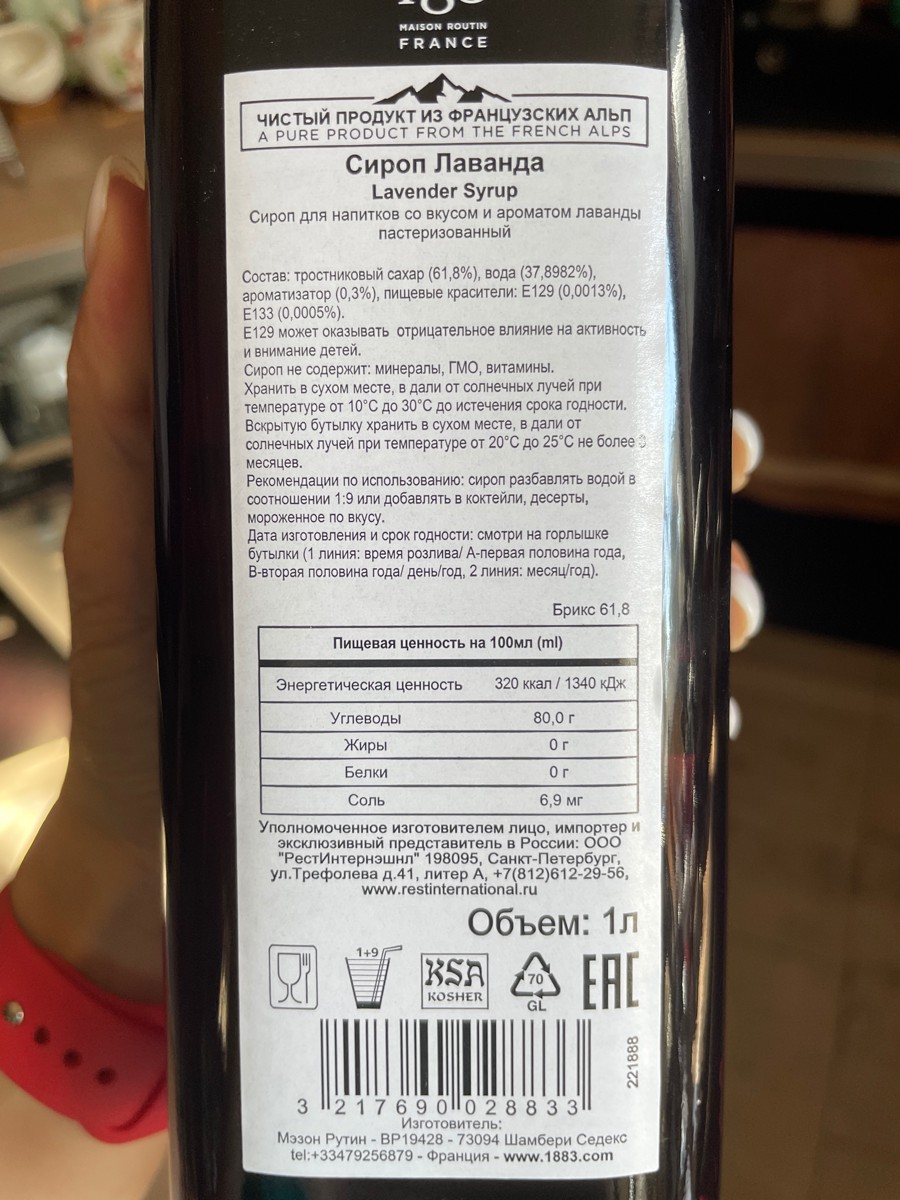 MAISON ROUTIN
FRANCE
ЧИСТЫЙ ПРОДУКТ ИЗ ФРАНЦУЗСКИХ АЛЬП
A PURE PRODUCT FROM THE FRENCH ALPS
Сироп Лаванда
Lavender Syrup
Сироп для напитков со вкусом и ароматом лаванды
пастеризованный
Состав: тростниковый сахар (61,8%), вода (37,8982%),
ароматизатор (0,3%), пищевые красители: Е129 (0,0013%),
Е133 (0,0005%).
Е129 может оказывать отрицательное влияние на активность
и внимание детей.
Сироп не содержит: минералы, ГМО, витамины.
Хранить в сухом месте, в дали от солнечных лучей при
температуре от 10°C до 30°C до истечения срока годности.
Вскрытую бутылку хранить в сухом месте, в дали от
солнечных лучей при температуре от 20°C до 25°C не более
месяцев.
Рекомендации по использованию: сироп разбавлять водой в
соотношении 1:9 или добавлять в коктейли, десерты,
мороженное по вкусу.
Дата изготовления и срок годности: смотри на горлышке
бутылки (1 линия: время розлива/ А-первая половина года,
В-вторая половина года/ день/год, 2 линия: месяц/год).
Брикс 61,8
Пищевая ценность на 100мл (ml)
Энергетическая ценность 320 ккал / 1340 кДж
Углеводы 80,0 г
Жиры 0 г
Белки 0 г
Соль 6,9 мг
Уполномоченное изготовителем лицо, импортер и
эксклюзивный представитель в России: ООО
"РестИнтернэшнл" 198095, Санкт-Петербург,
ул.Трефолева д.41, литер А, +7(812)612-29-56,
www.restinternational.ru
Объем: 1л
1+9
KSA
KOSHER
70
GL
EAC
221888
3 217690 028833
Изготовитель:
Мэзон Рутин - BP19428 - 73094 Шамбери Седекс
tel:+33479256879 - Франция - www.1883.com